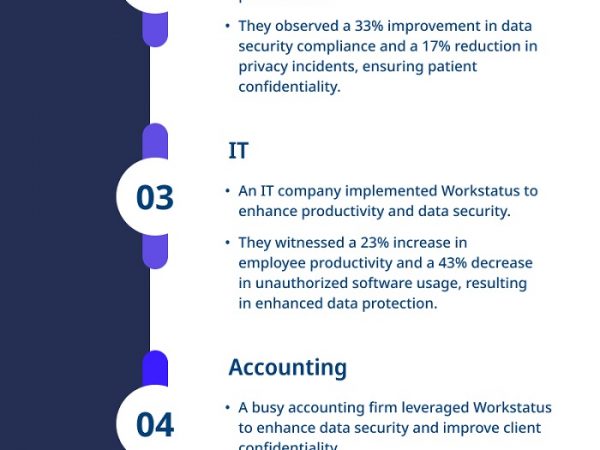 • They observed a 33% improvement in data
security compliance and a 17% reduction in
privacy incidents, ensuring patient
confidentiality.
IT
03
• An IT company implemented Workstatus to
enhance productivity and data security.
• They witnessed a 23% increase in
employee productivity and a 43% decrease
in unauthorized software usage, resulting
in enhanced data protection.
Accounting
04
• A busy accounting firm leveraged Workstatus
to enhance data security and improve client
confidentiality